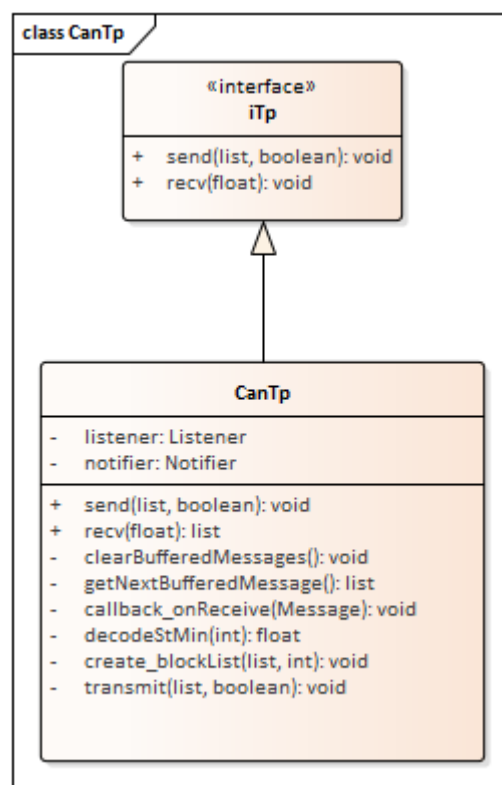 class CanTp
«interface»
iTp
+ send(list, boolean): void
+ recv(float): void
CanTp
- listener: Listener
- notifier: Notifier
+ send(list, boolean): void
+ recv(float): list
- clearBufferedMessages(): void
- getNextBufferedMessage(): list
- callback_onReceive(Message): void
- decodeStMin(int): float
- create_blockList(list, int): void
- transmit(list, boolean): void